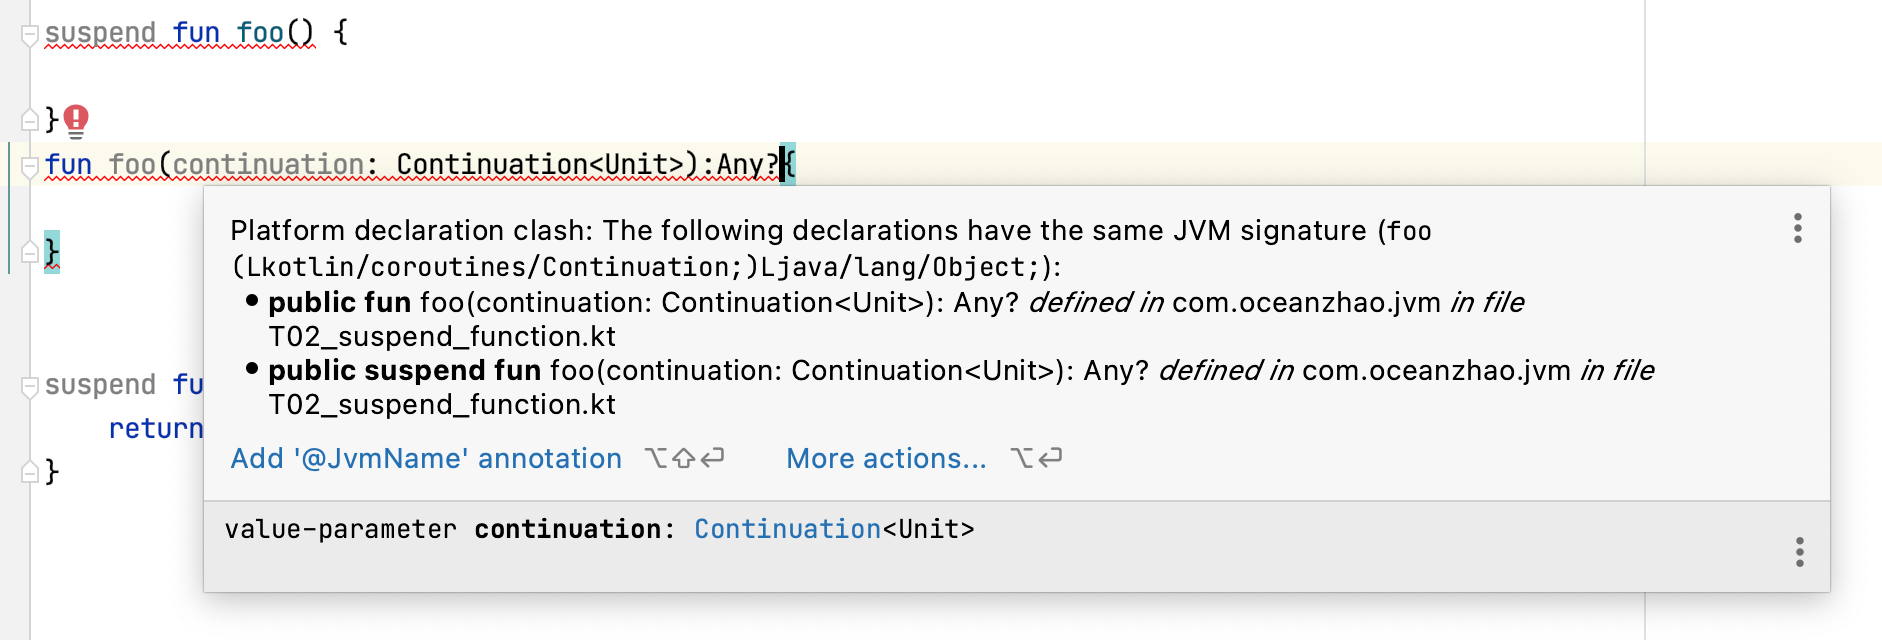 suspend fun foo() {
}
fun foo(continuation: Continuation<Unit>):Any?{
Platform declaration clash: The following declarations have the same JVM signature (foo
(Lkotlin/coroutines/Continuation;)Ljava/lang/Object;):
• public fun foo(continuation: Continuation<Unit>): Any? defined in com.oceanzhao.jvm in file
T02_suspend_function.kt
• public suspend fun foo(continuation: Continuation<Unit>): Any? defined in com.oceanzhao.jvm in file
T02_suspend_function.kt
Add '@JvmName' annotation ⌥⇧⏎ More actions... ⌥⏎
value-parameter continuation: Continuation<Unit>
}
suspend fu
return
}